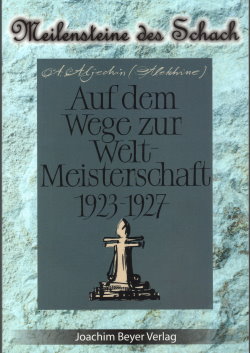 Meilensteine des Schach
A. Aljechin (Alekhine)
Auf dem
Wege zur
Welt-
Meisterschaft
1923-1927
Joachim Beyer Verlag